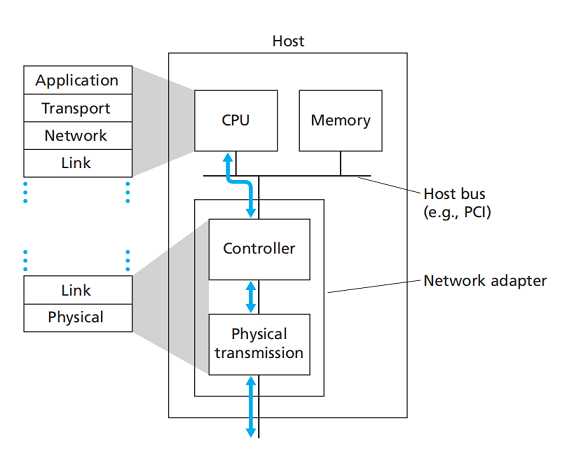 Host
Application
Transport
Network
Link
CPU
Memory
Host bus
(e.g., PCI)
Controller
Network adapter
Link
Physical
Physical
transmission